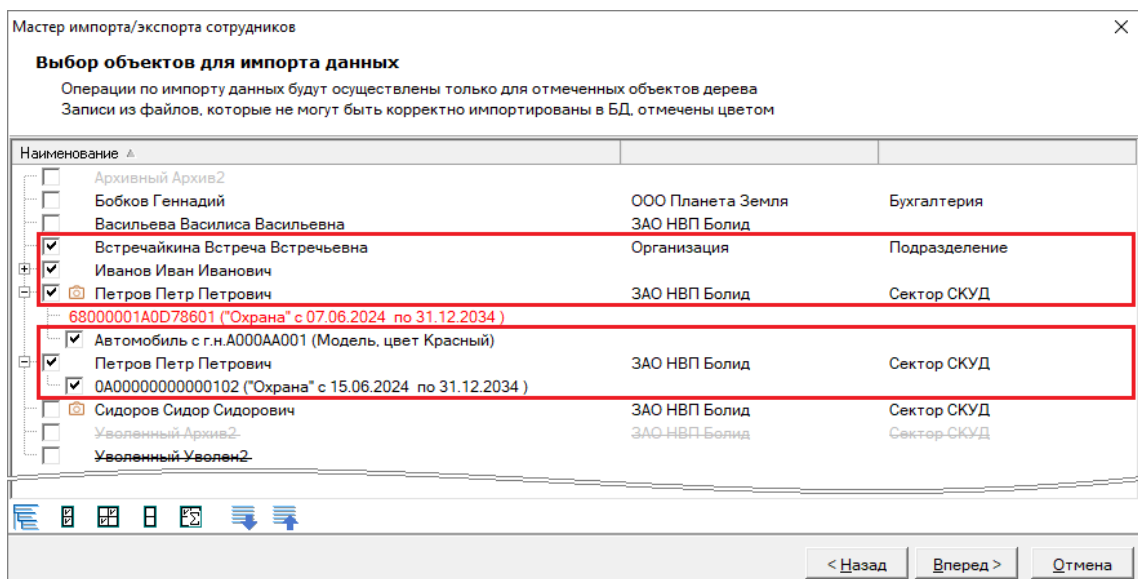 Мастер импорта/экспорта сотрудников
Выбор объектов для импорта данных
Операции по импорту данных будут осуществлены только для отмеченных объектов дерева
Записи из файлов, которые не могут быть корректно импортированы в БД, отмечены цветом
Наименование
Архивный Архив2
Бобков Геннадий ООО Планета Земля Бухгалтерия
Васильева Василиса Васильевна ЗАО НВП Болид
Встречайкина Встреча Встречьевна Организация Подразделение
Иванов Иван Иванович
Петров Петр Петрович ЗАО НВП Болид Сектор СКУД
68000001A0D78601 ("Охрана" с 07.06.2024 по 31.12.2034 )
Автомобиль с г.н.А000АА001 (Модель, цвет Красный)
Петров Петр Петрович ЗАО НВП Болид Сектор СКУД
0A00000000000102 ("Охрана" с 15.06.2024 по 31.12.2034 )
Сидоров Сидор Сидорович ЗАО НВП Болид Сектор СКУД
Уволенный Архив2 ЗАО НВП Болид Сектор СКУД
Уволенный Уволен2
< Назад Вперед > Отмена